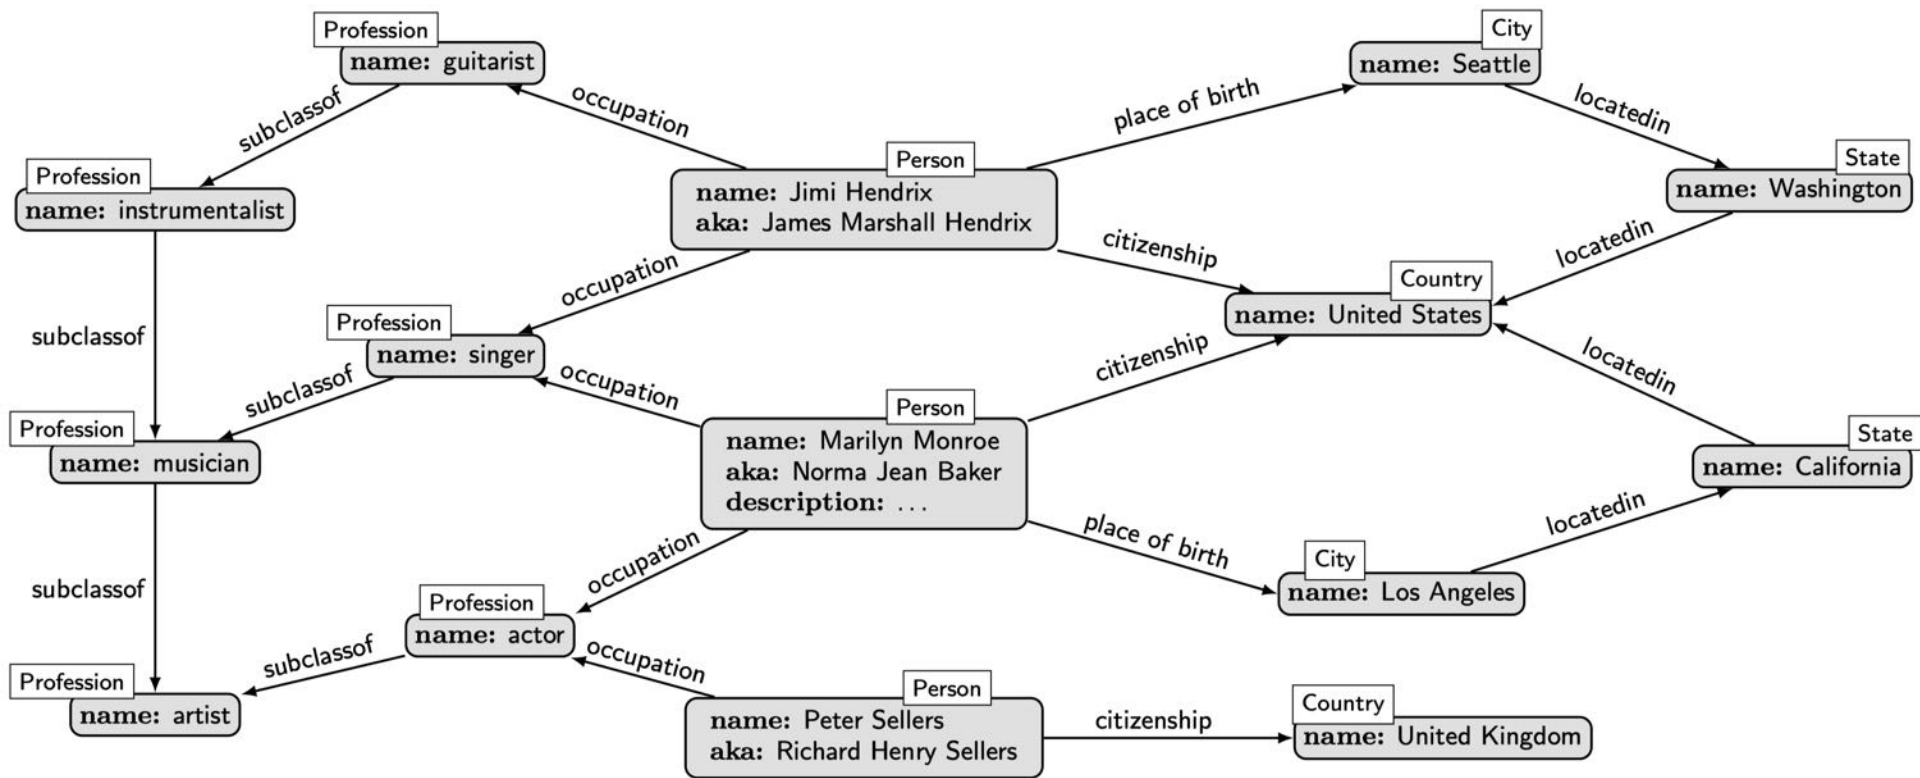 Profession
name: guitarist
City
name: Seattle
subclassof
occupation
place of birth
locatedin
Profession
name: instrumentalist
Person
name: Jimi Hendrix
aka: James Marshall Hendrix
State
name: Washington
occupation
citizenship
locatedin
Country
name: United States
subclassof
Profession
name: singer
subclassof
occupation
citizenship
locatedin
Profession
name: musician
Person
name: Marilyn Monroe
aka: Norma Jean Baker
description: ...
State
name: California
occupation
place of birth
locatedin
City
name: Los Angeles
subclassof
Profession
name: actor
subclassof
occupation
Profession
name: artist
Person
name: Peter Sellers
aka: Richard Henry Sellers
citizenship
Country
name: United Kingdom